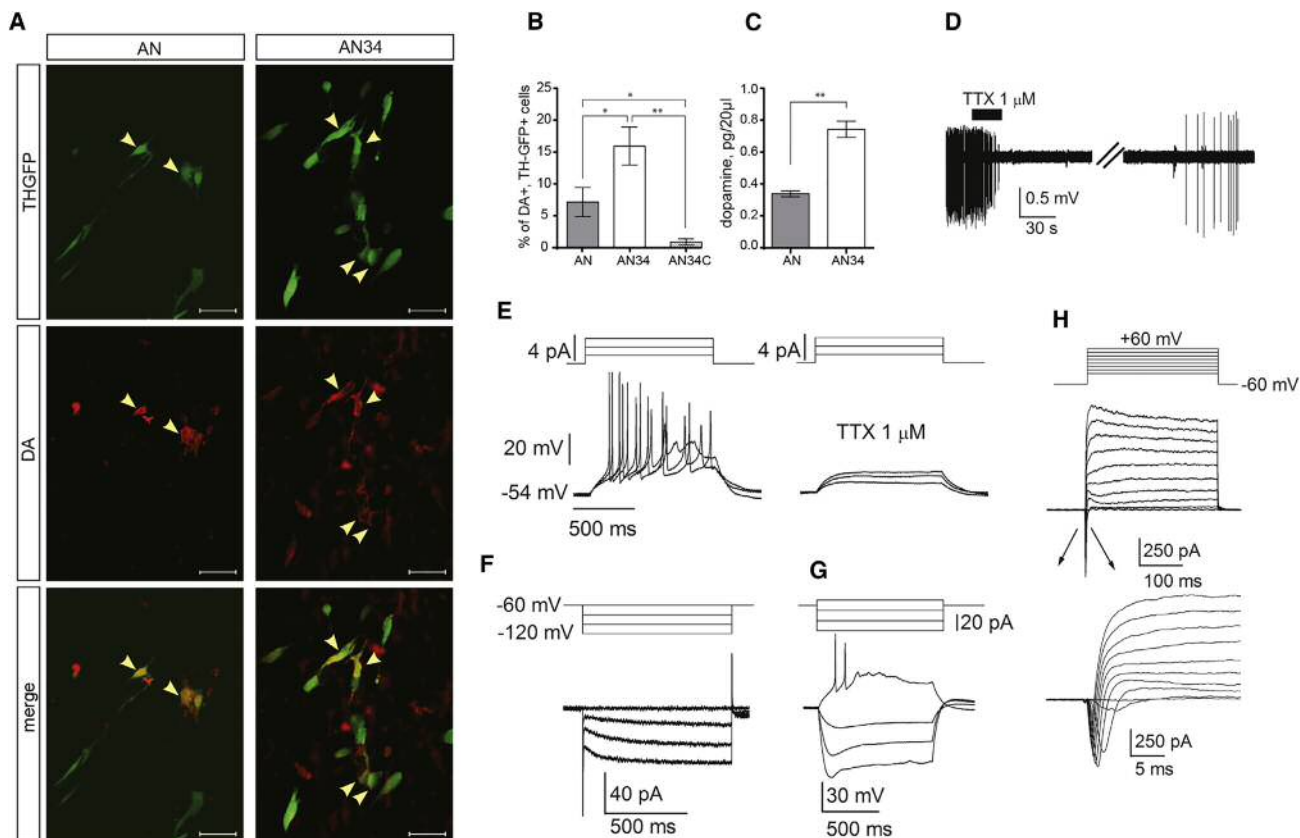 A
AN
AN34
THGFP
DA
merge
B
% of DA+, TH-GFP+ cells
25
20
15
10
5
0
*
*
**
AN
AN34
AN34C
C
dopamine, pg/20µl
1.0
0.8
0.6
0.4
0.2
0.0
**
AN
AN34
D
TTX 1 µM
0.5 mV
30 s
E
4 pA
4 pA
20 mV
TTX 1 µM
-54 mV
500 ms
F
-60 mV
-120 mV
40 pA
500 ms
G
20 pA
30 mV
500 ms
H
+60 mV
-60 mV
250 pA
100 ms
250 pA
5 ms